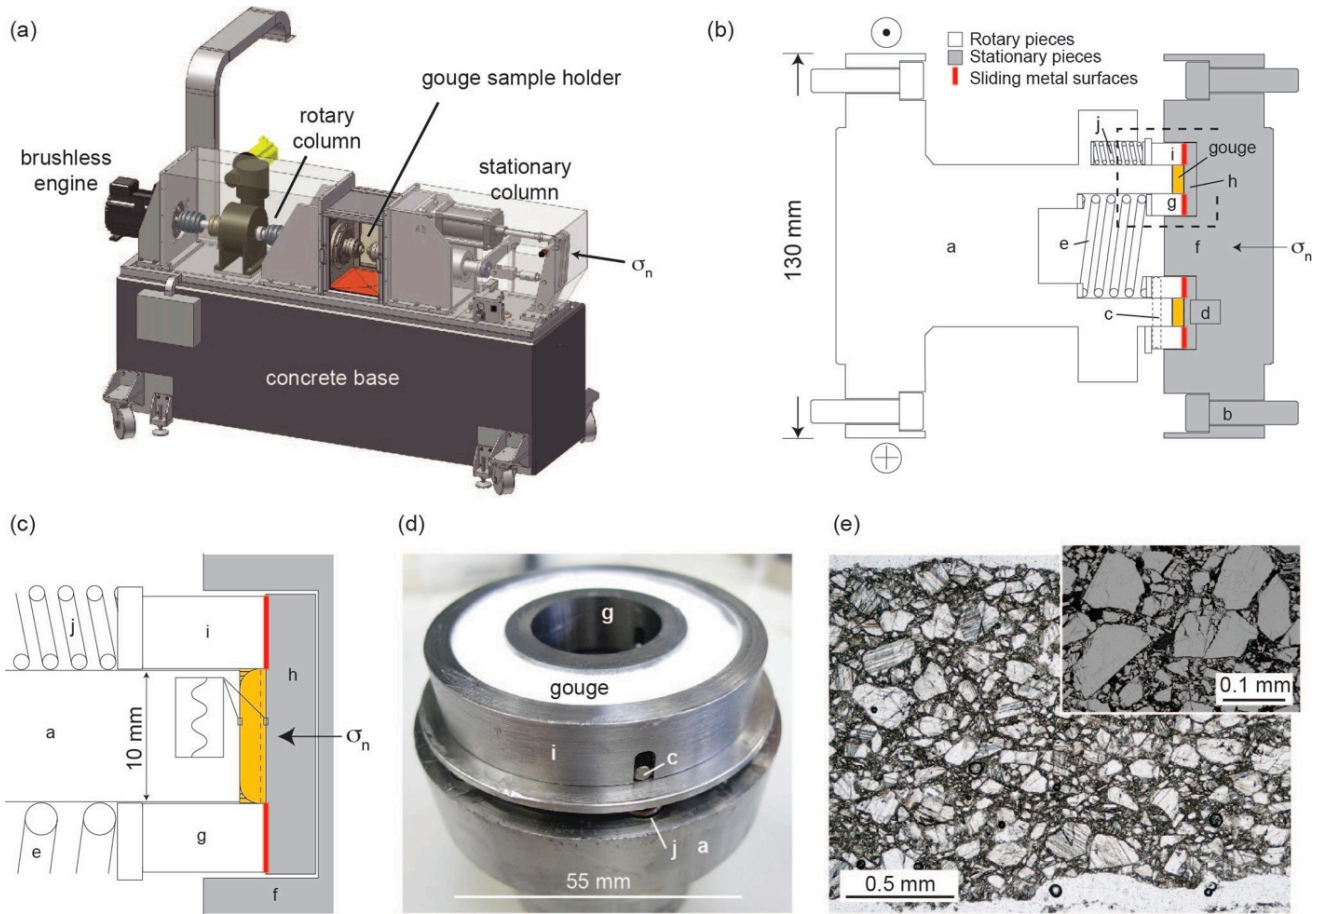 (a)
gouge sample holder
rotary
column
brushless
engine
stationary
column
σn
concrete base
(b)
Rotary pieces
Stationary pieces
Sliding metal surfaces
130 mm
j
i
gouge
h
g
e
a
f
σn
c
d
b
(c)
j
i
h
a
10 mm
σn
g
e
f
(d)
g
gouge
i
c
j
a
55 mm
(e)
0.1 mm
0.5 mm